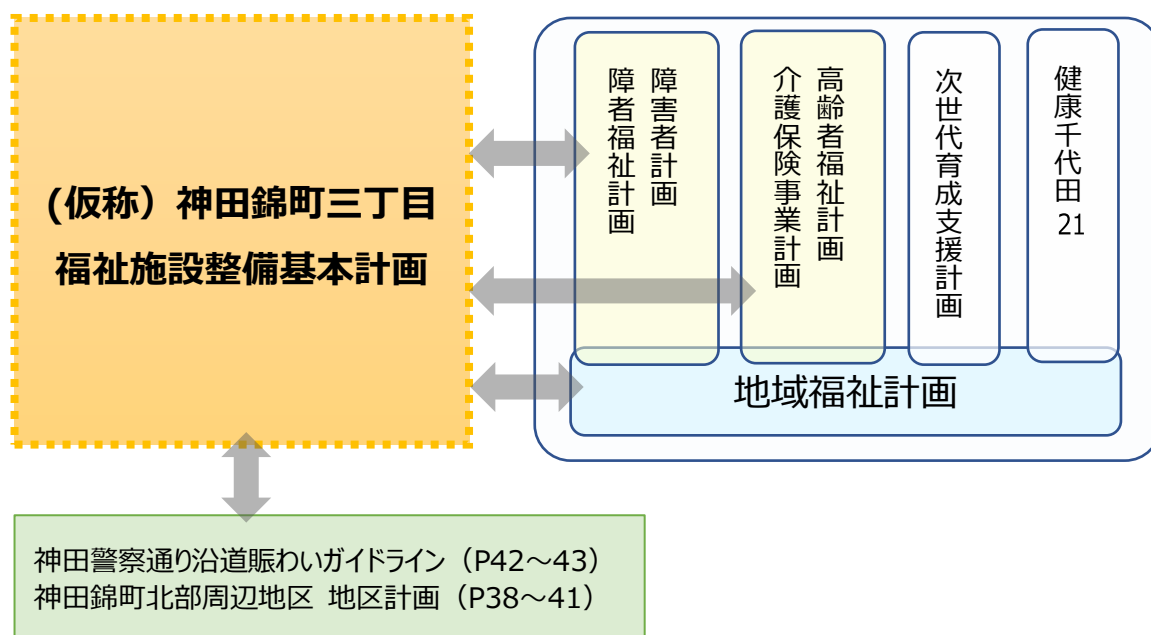 (仮称）神田錦町三丁目
福祉施設整備基本計画
障害者計画
障者福祉計画
高齢者福祉計画
介護保険事業計画
次世代育成支援計画
健康千代田21
地域福祉計画
神田警察通り沿道賑わいガイドライン（P42～43）
神田錦町北部周辺地区 地区計画（P38～41）